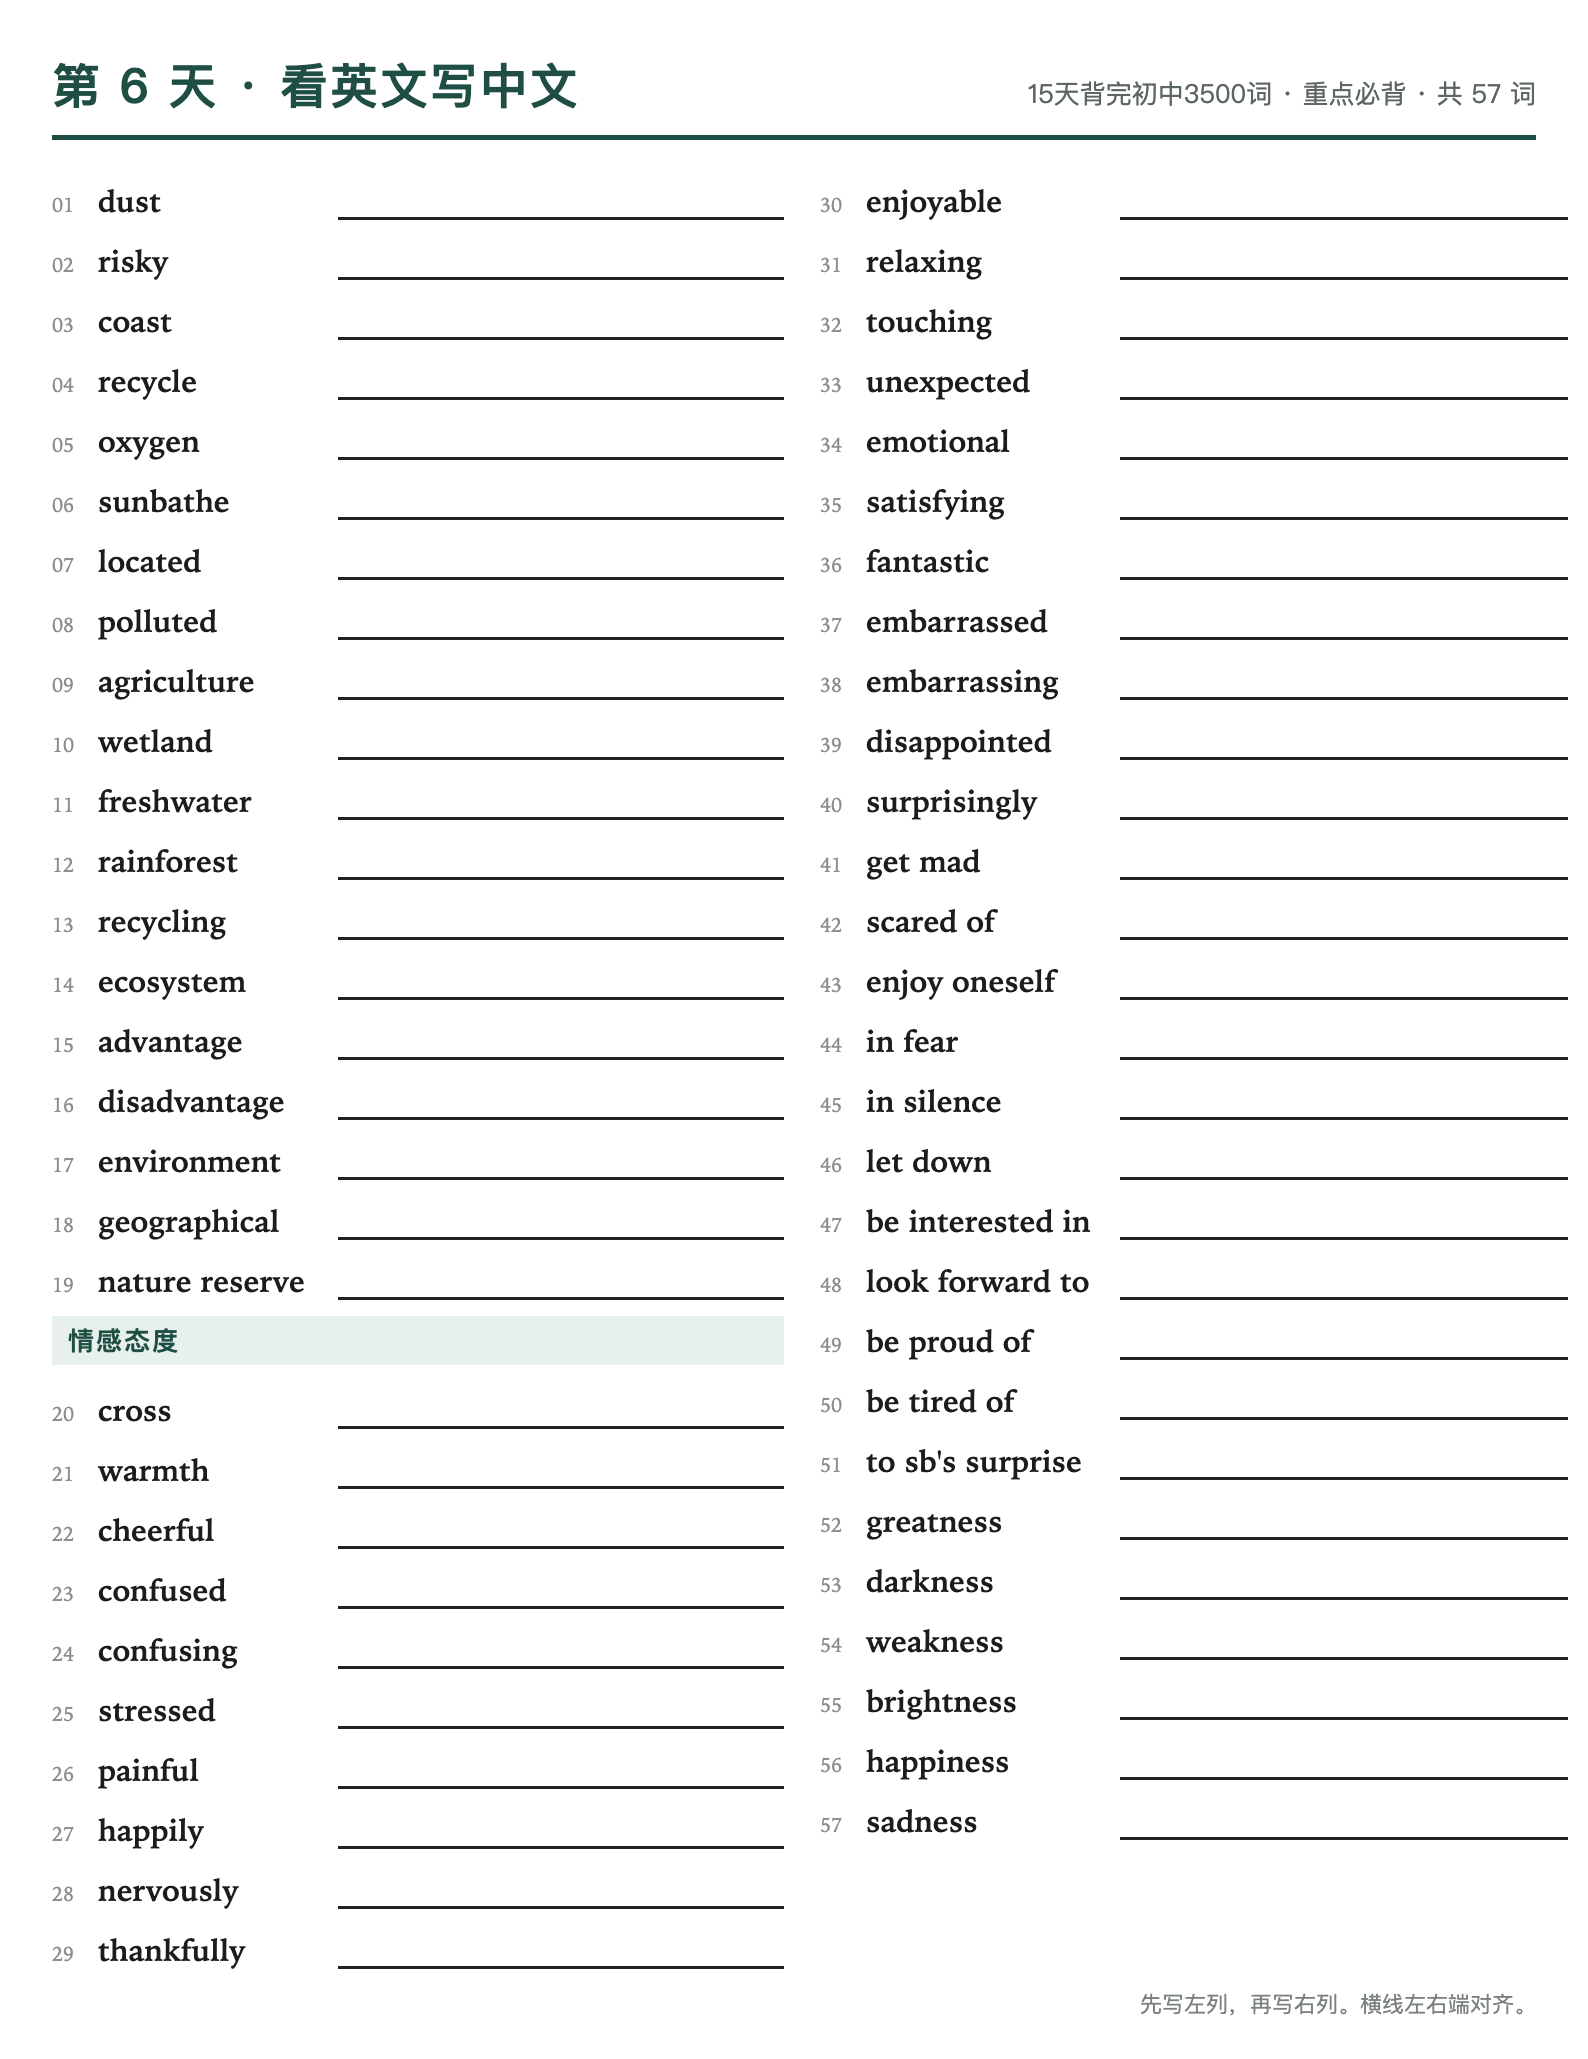 第 6 天 · 看英文写中文
15天背完初中3500词 · 重点必背 · 共 57 词
01 dust
02 risky
03 coast
04 recycle
05 oxygen
06 sunbathe
07 located
08 polluted
09 agriculture
10 wetland
11 freshwater
12 rainforest
13 recycling
14 ecosystem
15 advantage
16 disadvantage
17 environment
18 geographical
19 nature reserve
情感态度
20 cross
21 warmth
22 cheerful
23 confused
24 confusing
25 stressed
26 painful
27 happily
28 nervously
29 thankfully
30 enjoyable
31 relaxing
32 touching
33 unexpected
34 emotional
35 satisfying
36 fantastic
37 embarrassed
38 embarrassing
39 disappointed
40 surprisingly
41 get mad
42 scared of
43 enjoy oneself
44 in fear
45 in silence
46 let down
47 be interested in
48 look forward to
49 be proud of
50 be tired of
51 to sb's surprise
52 greatness
53 darkness
54 weakness
55 brightness
56 happiness
57 sadness
先写左列，再写右列。横线左右端对齐。